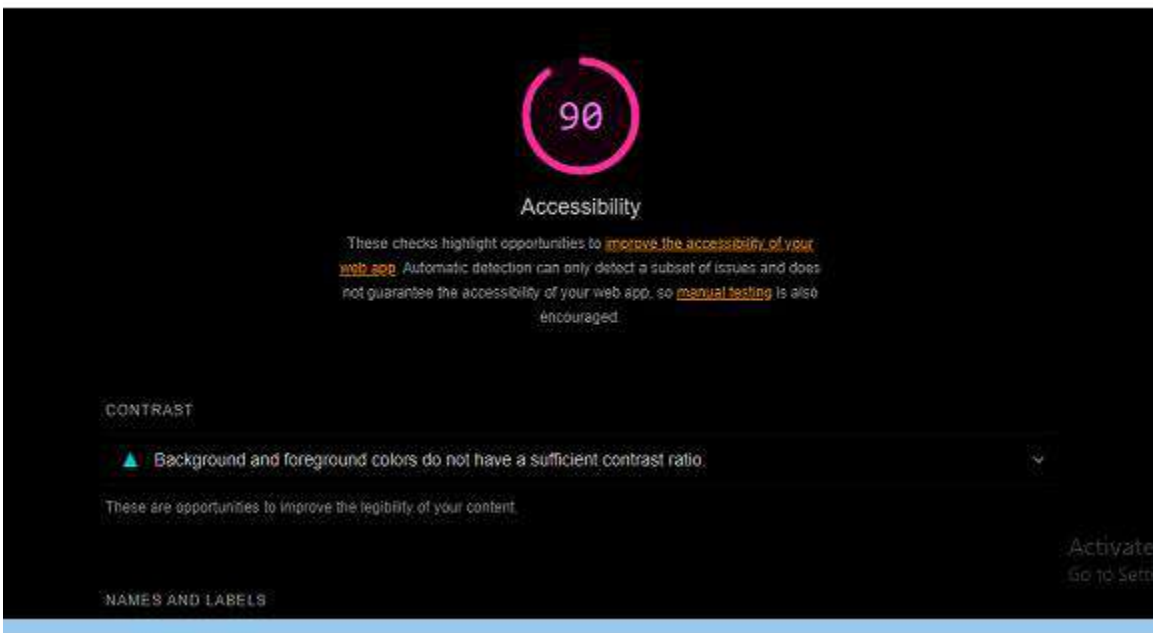 90
Accessibility
These checks highlight opportunities to improve the accessibility of your
web app. Automatic detection can only detect a subset of issues and does
not guarantee the accessibility of your web app, so manual testing is also
encouraged.
CONTRAST
Background and foreground colors do not have a sufficient contrast ratio.
These are opportunities to improve the legibility of your content.
Activate
Go to Sett
NAMES AND LABELS